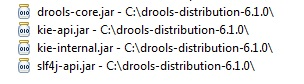 drools-core.jar - C:\drools-distribution-6.1.0\
kie-api.jar - C:\drools-distribution-6.1.0\
kie-internal.jar - C:\drools-distribution-6.1.0\
slf4j-api.jar - C:\drools-distribution-6.1.0\